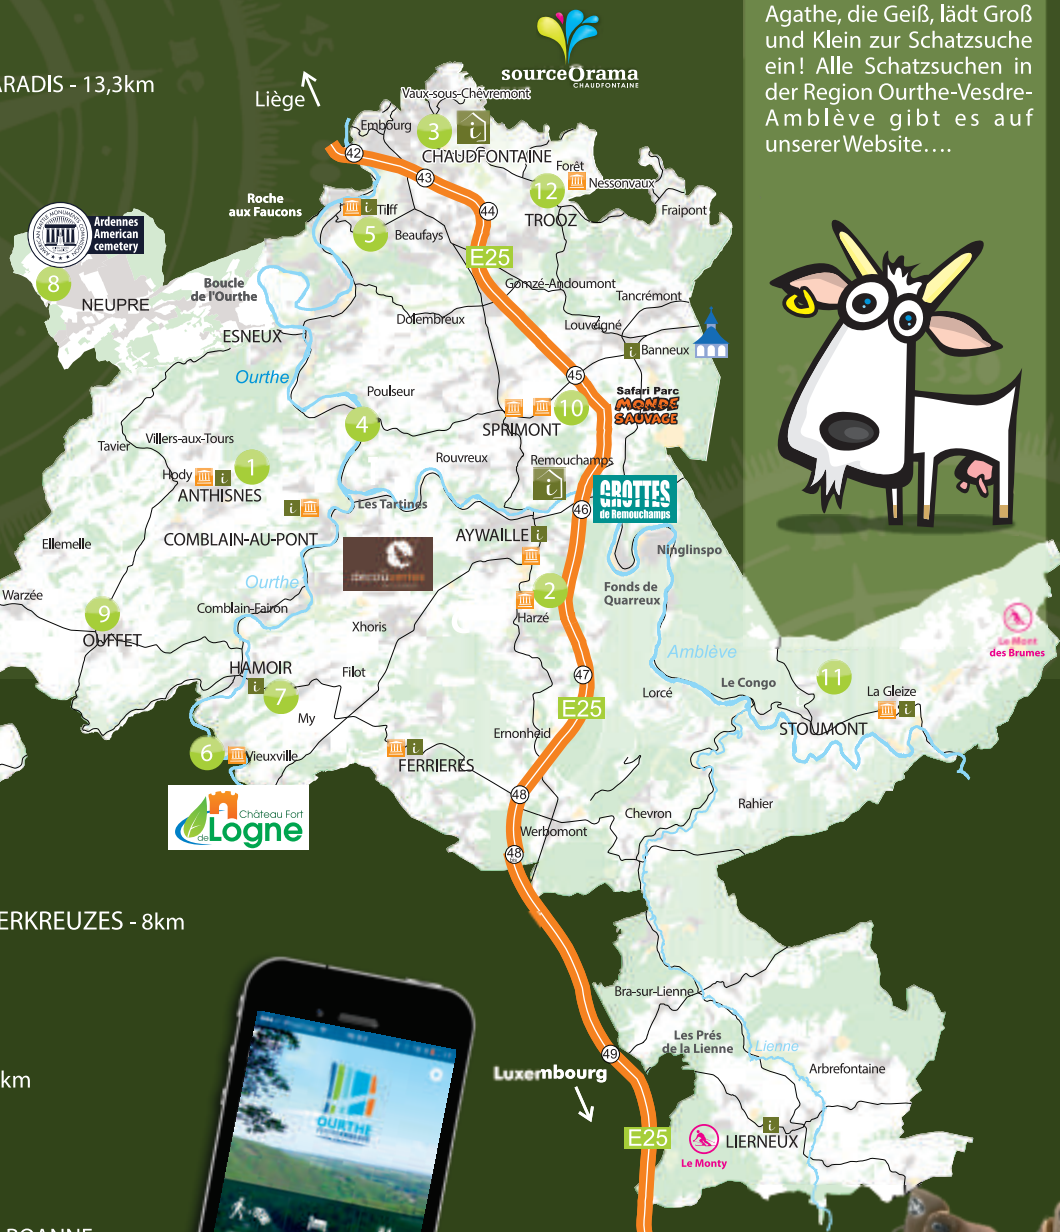 Agathe, die Geiß, lädt Groß
und Klein zur Schatzsuche
ein! Alle Schatzsuchen in
der Region Ourthe-Vesdre-
Amblève gibt es auf
unserer Website….
sourceOrama
CHAUDFONTAINE
ARADIS - 13,3km
Liège
Vaux-sous-Chèvremont
Embourg
3
CHAUDFONTAINE
42
43
Forêt
12
Nessonvaux
TROOZ
Fraipont
Roche
aux Faucons
Tilff
5
Beaufays
44
E25
Ardennes
American
cemetery
8
NEUPRE
Boucle
de l'Ourthe
Gomzé-Andoumont
Tancrémont
Dolembreux
Louveigné
ESNEUX
Banneux
Ourthe
45
Poulseur
Safari Parc
MONDE
SAUVAGE
10
4
SPRIMONT
Tavier
Villers-aux-Tours
Rouvreux
Remouchamps
Hody
1
ANTHISNES
GROTTES
de Remouchamps
Les Tartines
46
AYWAILLE
COMBLAIN-AU-PONT
Ellemelle
Ninglinspo
Ourthe
Fonds de
Quarreux
2
Warzée
Comblain-Fairon
9
Harzé
OUFFET
Xhoris
Le Mont
des Brumes
Amblève
HAMOIR
Filot
47
Le Congo
11
La Gleize
7
Lorcé
E25
My
STOUMONT
Ernonheid
6
Vieuxville
FERRIERES
48
Rahier
Chevron
Château Fort
de Logne
Werbomont
48
ERKREUZES - 8km
Bra-sur-Lienne
Les Prés
de la Lienne
Lienne
49
Arbrefontaine
Luxembourg
km
OURTHE
E25
LIERNEUX
Le Monty
ROANNE